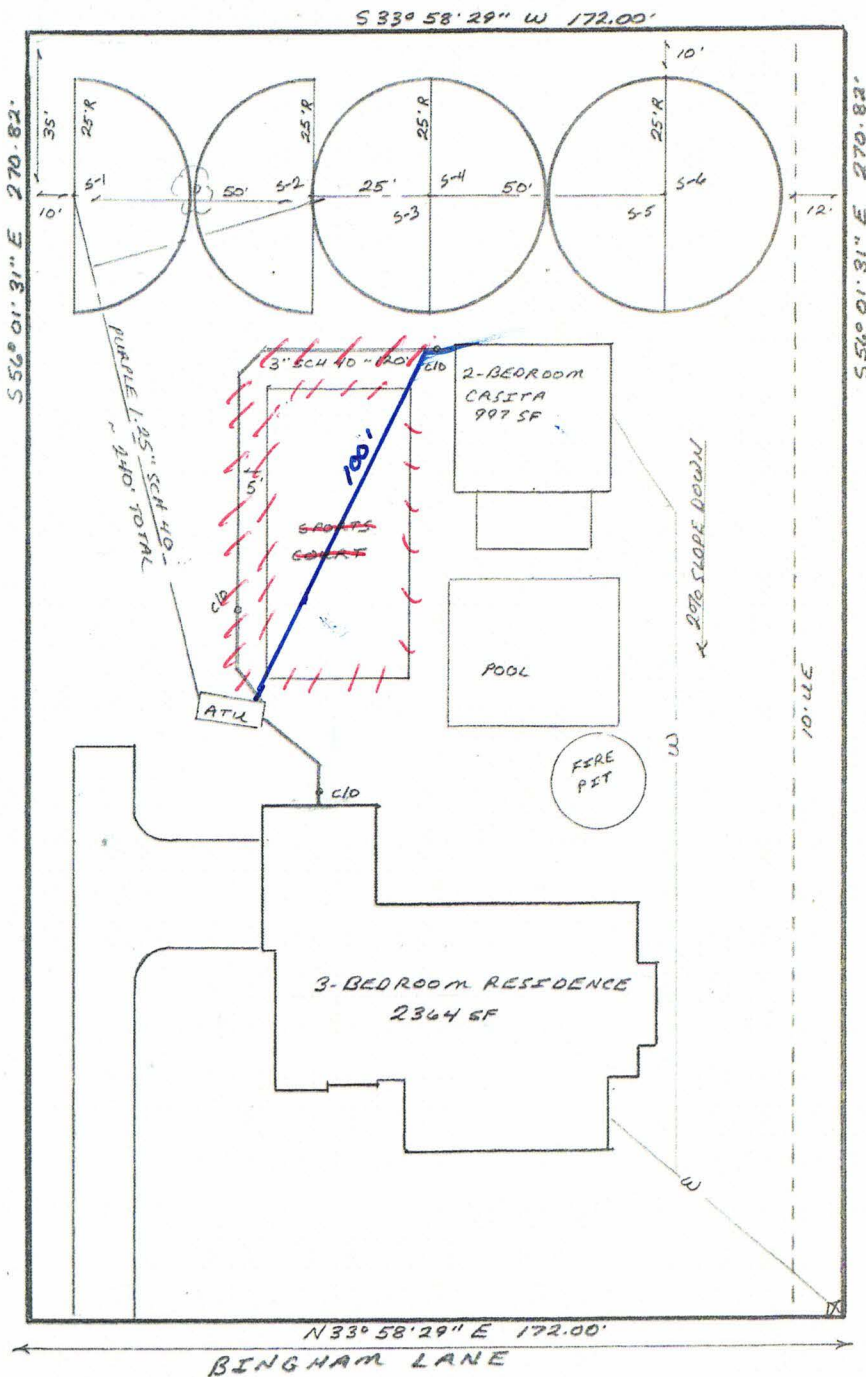 S 33° 58' 29" W 172.00'
S 56° 01' 31" E 270.82'
S 56° 01' 31" E 270.82'
35'
10'
25'R
25'R
25'R
25'R
10'
S-1
50'
S-2
25'
S-4
50'
S-6
S-3
S-5
10'
12'
PURPLE 1.25" SCH 40 -
~ 240' TOTAL
3" SCH 40 ~ 120'
C/O
2-BEDROOM
CASITA
997 SF
100'
5'
SPORTS
COURT
C/O
2% SLOPE DOWN
ATU
POOL
10' UE
W
FIRE
PIT
C/O
3-BEDROOM RESIDENCE
2364 SF
W
N 33° 58' 29" E 172.00'
BINGHAM LANE